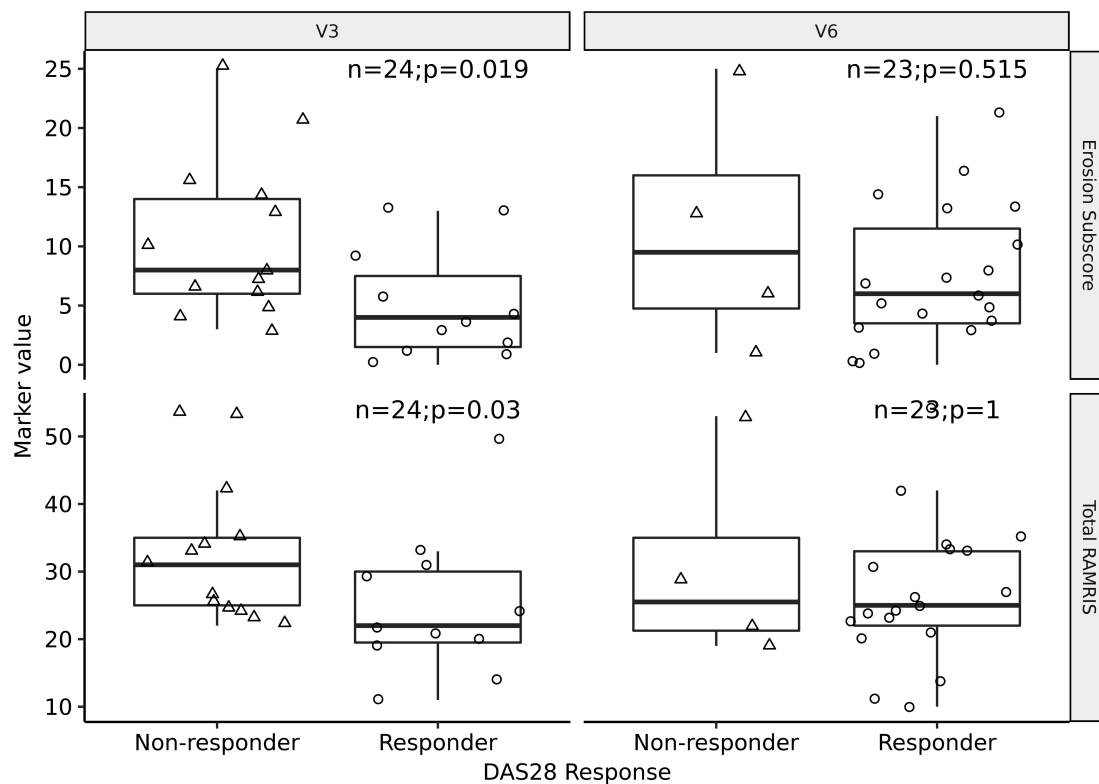 V3
V6
n=24;p=0.019
n=23;p=0.515
25
20
15
10
5
0
Erosion Subscore
Marker value
n=24;p=0.03
n=23;p=1
50
40
30
20
10
Total RAMRIS
Non-responder
Responder
Non-responder
Responder
DAS28 Response